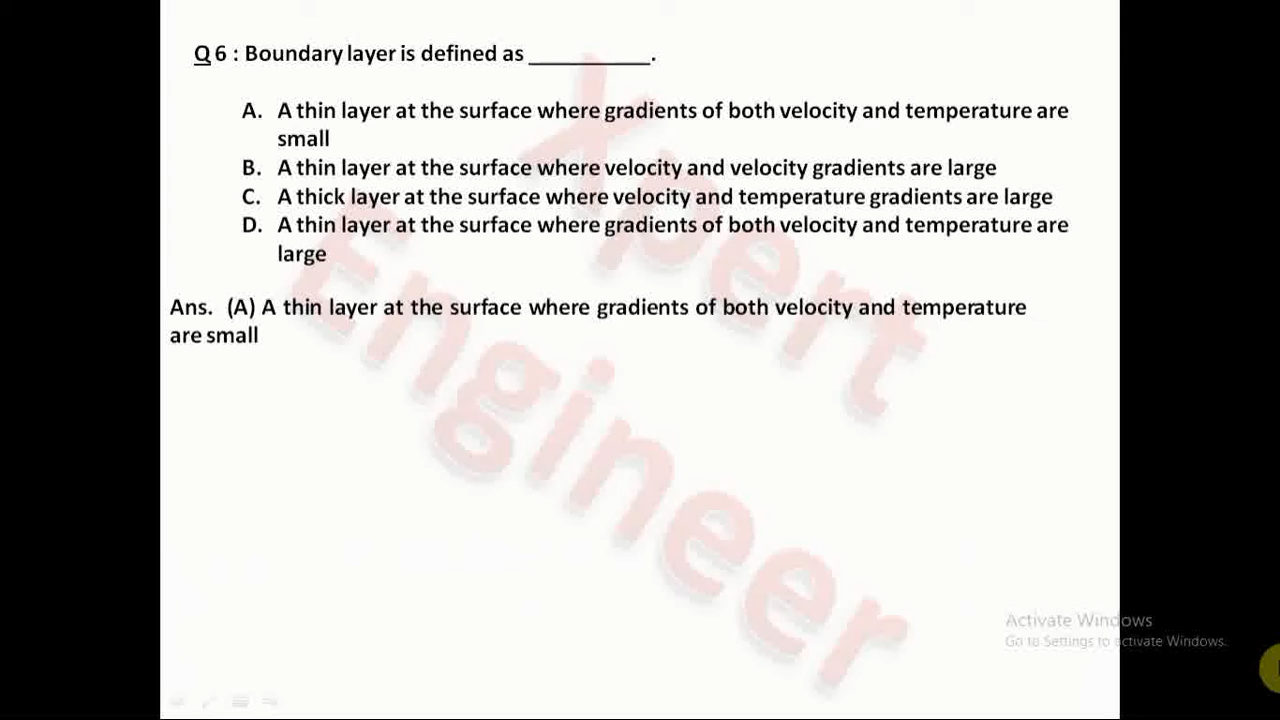 Q 6 : Boundary layer is defined as __________.
A. A thin layer at the surface where gradients of both velocity and temperature are
small
B. A thin layer at the surface where velocity and velocity gradients are large
C. A thick layer at the surface where velocity and temperature gradients are large
D. A thin layer at the surface where gradients of both velocity and temperature are
large
Ans. (A) A thin layer at the surface where gradients of both velocity and temperature
are small
Xpert
Engineer
Activate Windows
Go to Settings to activate Windows.